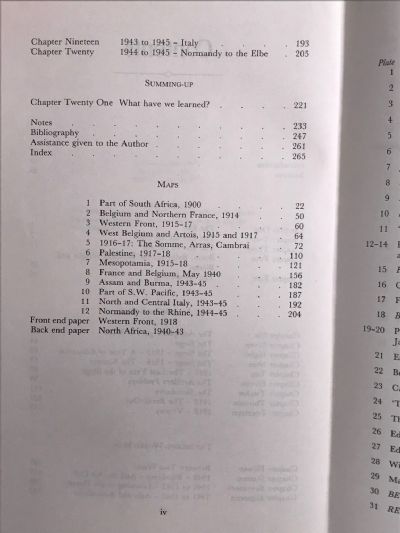 Chapter Nineteen 1943 to 1945 – Italy . . . . 193
Chapter Twenty 1944 to 1945 – Normandy to the Elbe . 205
SUMMING-UP
Chapter Twenty One What have we learned? . . . . 221
Notes . . . . . . . . . 233
Bibliography . . . . . . . . 247
Assistance given to the Author . . . . . 261
Index . . . . . . . . . 265
MAPS
1 Part of South Africa, 1900 . . . 22
2 Belgium and Northern France, 1914 . . 50
3 Western Front, 1915-17 . . . 60
4 West Belgium and Artois, 1915 and 1917 . . 64
5 1916-17: The Somme, Arras, Cambrai . . 72
6 Palestine, 1917-18 . . . . 110
7 Mesopotamia, 1915-18 . . . . 121
8 France and Belgium, May 1940 . . . 156
9 Assam and Burma, 1943-45 . . . 182
10 Part of S.W. Pacific, 1943-45 . . . 187
11 North and Central Italy, 1943-45 . . . 192
12 Normandy to the Rhine, 1944-45 . . . 204
Front end paper Western Front, 1918
Back end paper North Africa, 1940-43
iv
Plate
1
2
3
4
5
6
7
8
9
10
11
12–14
15
16
17
18
19–20
21
22
23
24
25
26
27
28
29
30
31